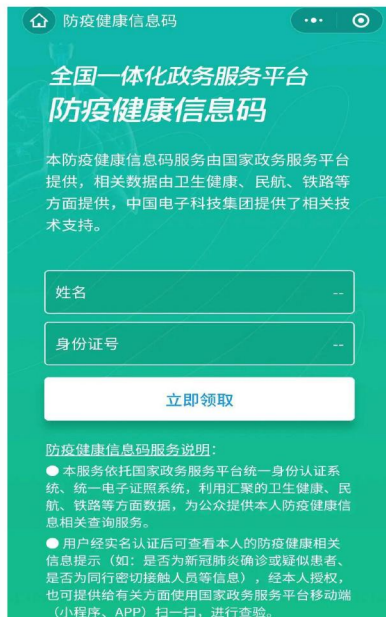 防疫健康信息码
全国一体化政务服务平台
防疫健康信息码
本防疫健康信息码服务由国家政务服务平台
提供，相关数据由卫生健康、民航、铁路等
方面提供，中国电子科技集团提供了相关技
术支持。
姓名 --
身份证号 --
立即领取
防疫健康信息码服务说明：
● 本服务依托国家政务服务平台统一身份认证系
统、统一电子证照系统，利用汇聚的卫生健康、民
航、铁路等方面数据，为公众提供本人防疫健康信
息相关查询服务。
● 用户经实名认证后可查看本人的防疫健康相关
信息提示（如：是否为新冠肺炎确诊或疑似患者、
是否为同行密切接触人员等信息），经本人授权，
也可提供给有关方面使用国家政务服务平台移动端
（小程序、APP）扫一扫，进行查验。